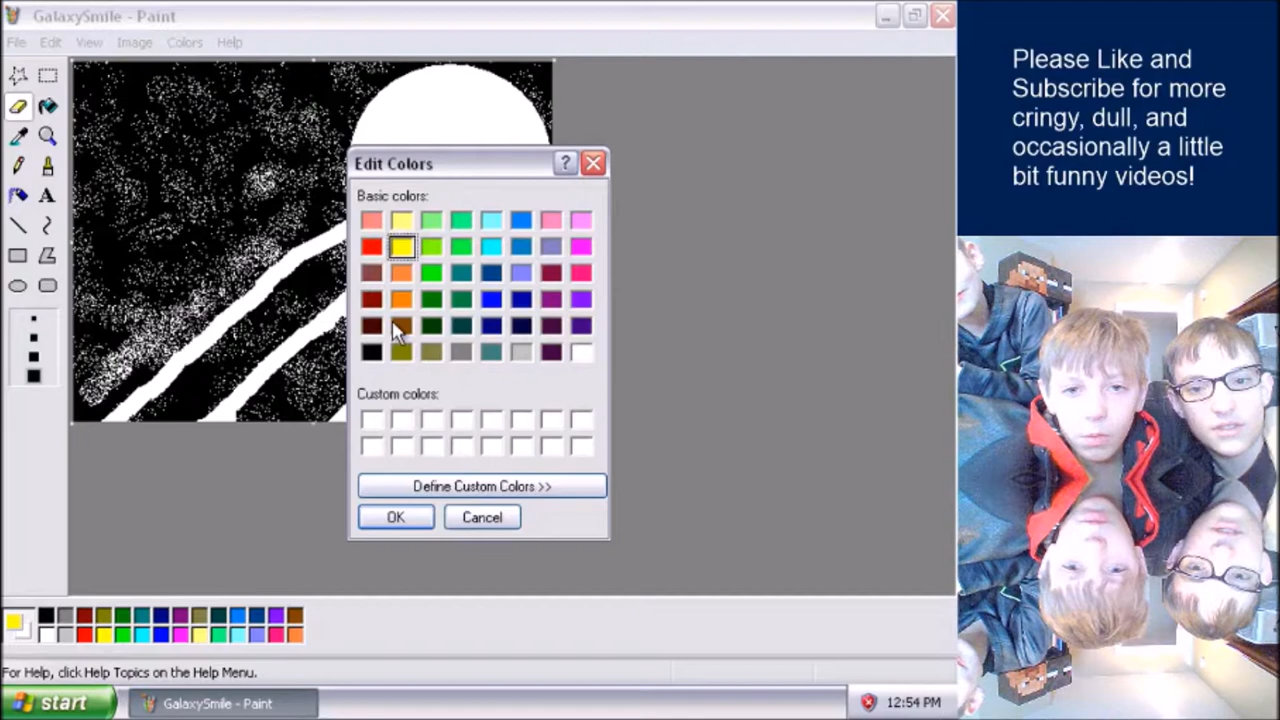 GalaxySmile - Paint
File Edit View Image Colors Help
A
Edit Colors
?
Basic colors:
Custom colors:
Define Custom Colors >>
OK Cancel
For Help, click Help Topics on the Help Menu.
start GalaxySmile - Paint 12:54 PM
Please Like and
Subscribe for more
cringy, dull, and
occasionally a little
bit funny videos!